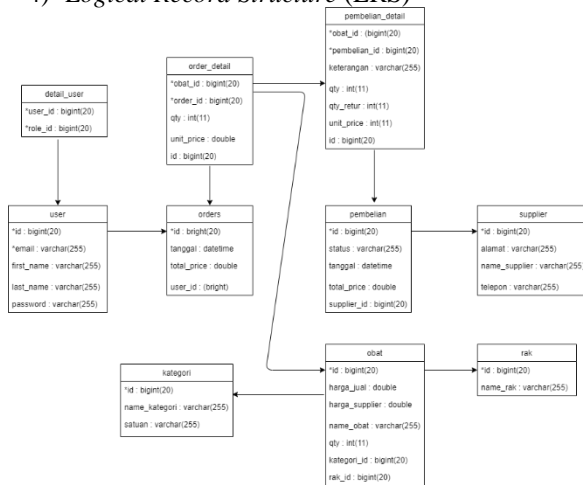 4) Logical Record Structure (LRS)
pembelian_detail
*obat_id : (bigint(20)
*pembelian_id : bigint(20)
keterangan : varchar(255)
qty : int(11)
qty_retur : int(11)
unit_price : int(11)
id : bigint(20)
order_detail
*obat_id : bigint(20)
*order_id : bigint(20)
qty : int(11)
unit_price : double
id : bigint(20)
detail_user
*user_id : bigint(20)
*role_id : bigint(20)
user
*id : bigint(20)
*email : varchar(255)
first_name : varchar(255)
last_name : varchar(255)
password : varchar(255)
orders
*id : bright(20)
tanggal : datetime
total_price : double
user_id : (bright)
pembelian
*id : bigint(20)
status : varchar(255)
tanggal : datetime
total_price : double
supplier_id : bigint(20)
supplier
*id : bigint(20)
alamat : varchar(255)
name_supplier : varchar(255)
telepon : varchar(255)
kategori
*id : bigint(20)
name_kategori : varchar(255)
satuan : varchar(255)
obat
*id : bigint(20)
harga_jual : double
harga_supplier : double
name_obat : varchar(255)
qty : int(11)
kategori_id : bigint(20)
rak_id : bigint(20)
rak
*id : bigint(20)
name_rak : varchar(255)